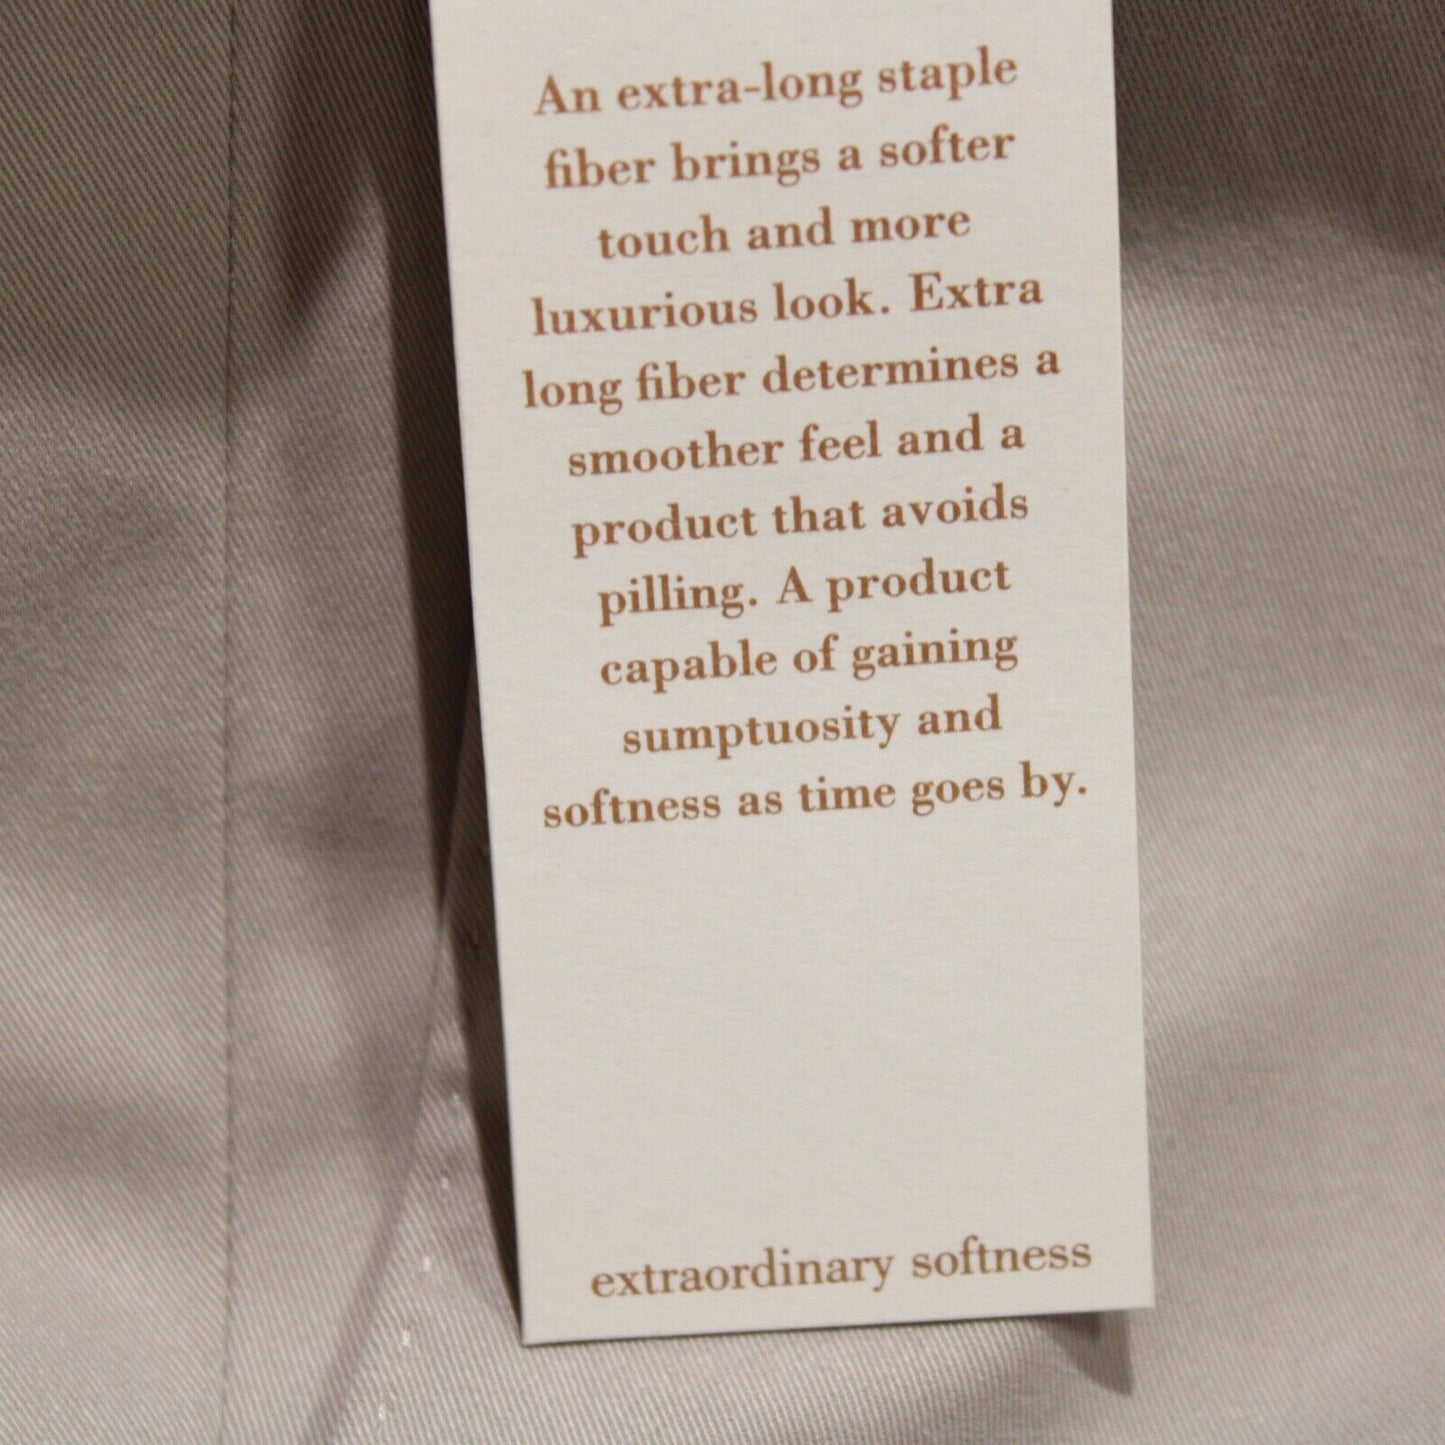 An extra-long staple
fiber brings a softer
touch and more
luxurious look. Extra
long fiber determines a
smoother feel and a
product that avoids
pilling. A product
capable of gaining
sumptuosity and
softness as time goes by.
extraordinary softness